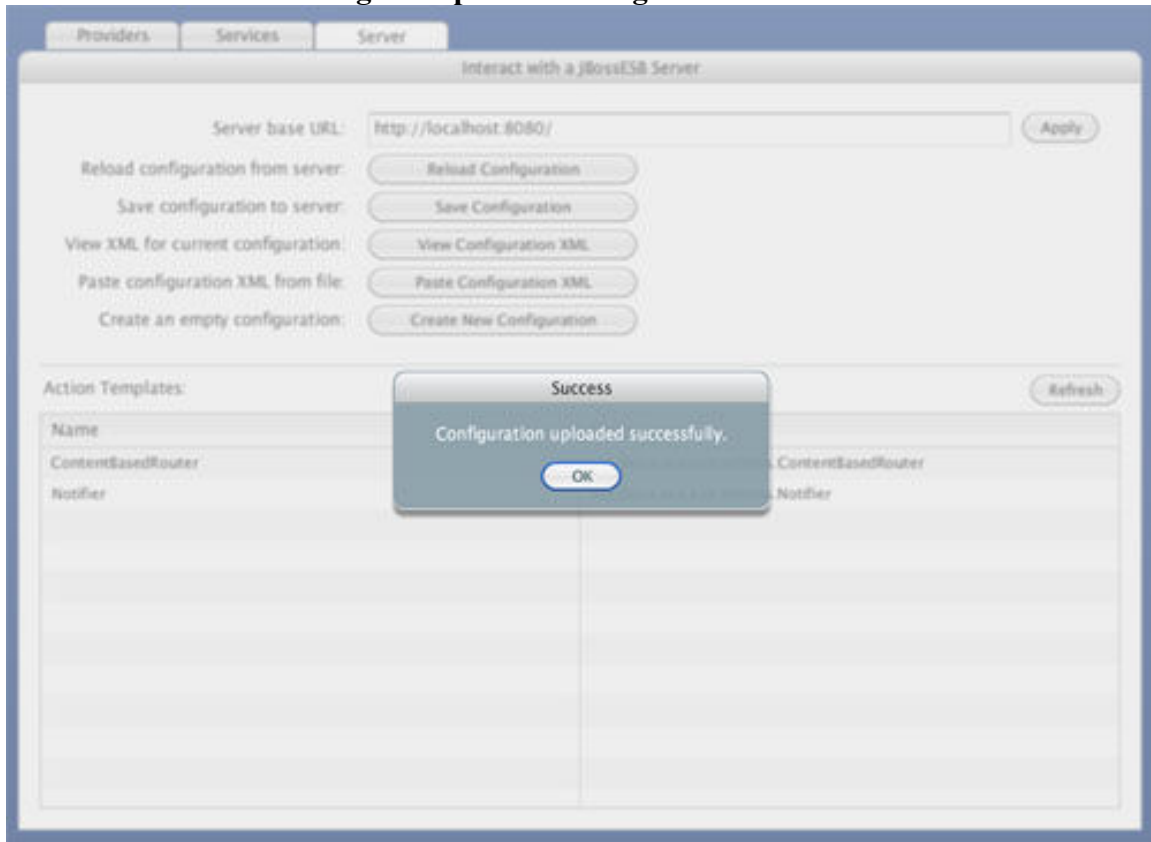 Providers Services Server
Interact with a JBossESB Server
Server base URL: http://localhost:8080/ Apply
Reload configuration from server: Reload Configuration
Save configuration to server: Save Configuration
View XML for current configuration: View Configuration XML
Paste configuration XML from file: Paste Configuration XML
Create an empty configuration: Create New Configuration
Action Templates: Success Refresh
Name Configuration uploaded successfully.
ContentBasedRouter OK .ContentBasedRouter
Notifier .Notifier